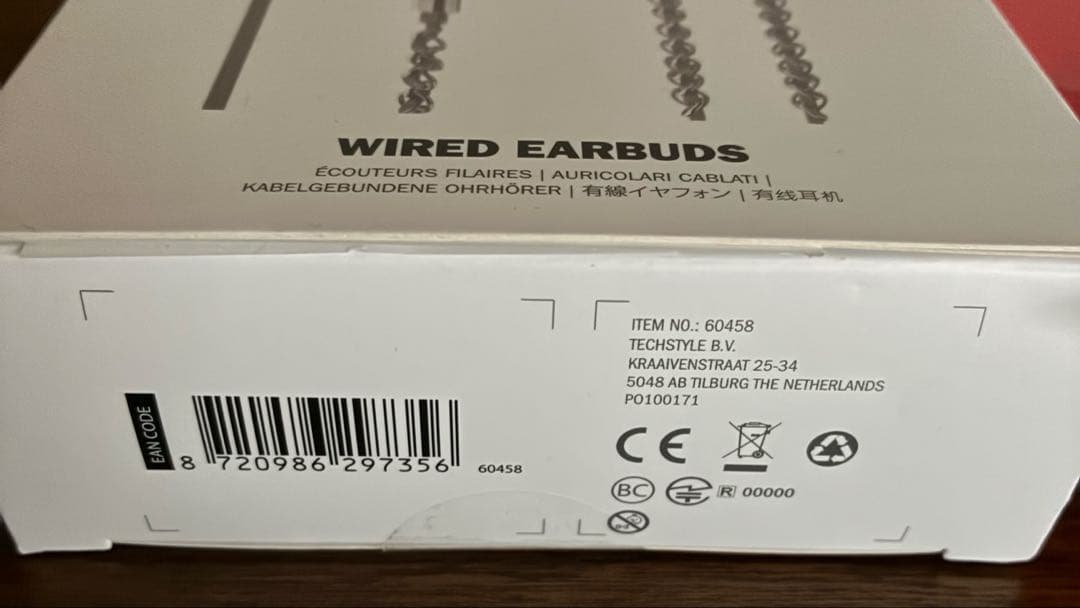 WIRED EARBUDS
ÉCOUTEURS FILAIRES | AURICOLARI CABLATI |
KABELGEBUNDENE OHRHÖRER | 有線イヤフォン | 有线耳机
ITEM NO.: 60458
TECHSTYLE B.V.
KRAAIVENSTRAAT 25-34
5048 AB TILBURG THE NETHERLANDS
PO100171
EAN CODE
8 720986 297356 60458
CE
BC R 00000